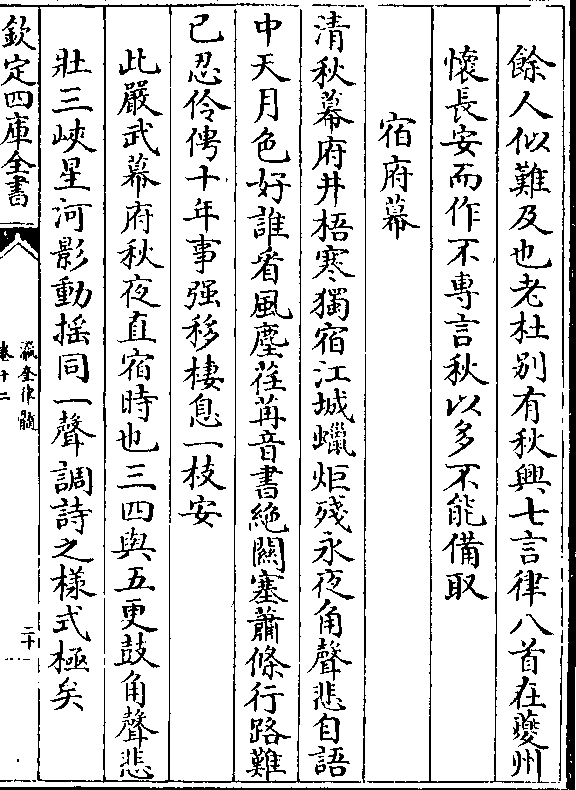 餘人似難及也老杜别有秋興七言律八首在夔州
懷長安而作不專言秋以多不能備取
宿府幕
清秋幕府井梧寒獨宿江城蠟炬殘永夜角聲悲自語
中天月色好誰看風塵荏苒音書絶關塞蕭條行路難
已忍伶俜十年事强移棲息一枝安
此嚴武幕府秋夜直宿時也三四與五更鼓角聲悲
壯三峽星河影動搖同一聲調詩之樣式極矣
欽定四庫全書
瀛奎律髓
卷十二
二十